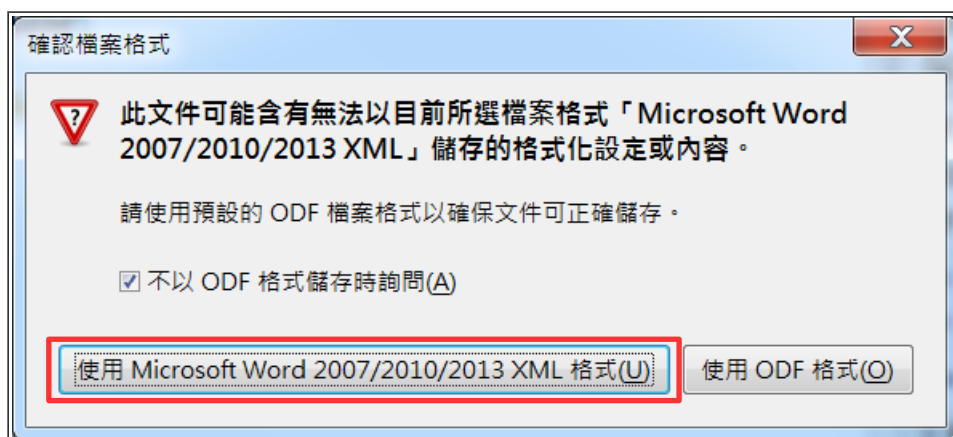 確認檔案格式
此文件可能含有無法以目前所選檔案格式「Microsoft Word
2007/2010/2013 XML」儲存的格式化設定或內容。
請使用預設的 ODF 檔案格式以確保文件可正確儲存。
不以 ODF 格式儲存時詢問(A)
使用 Microsoft Word 2007/2010/2013 XML 格式(U) 使用 ODF 格式(O)